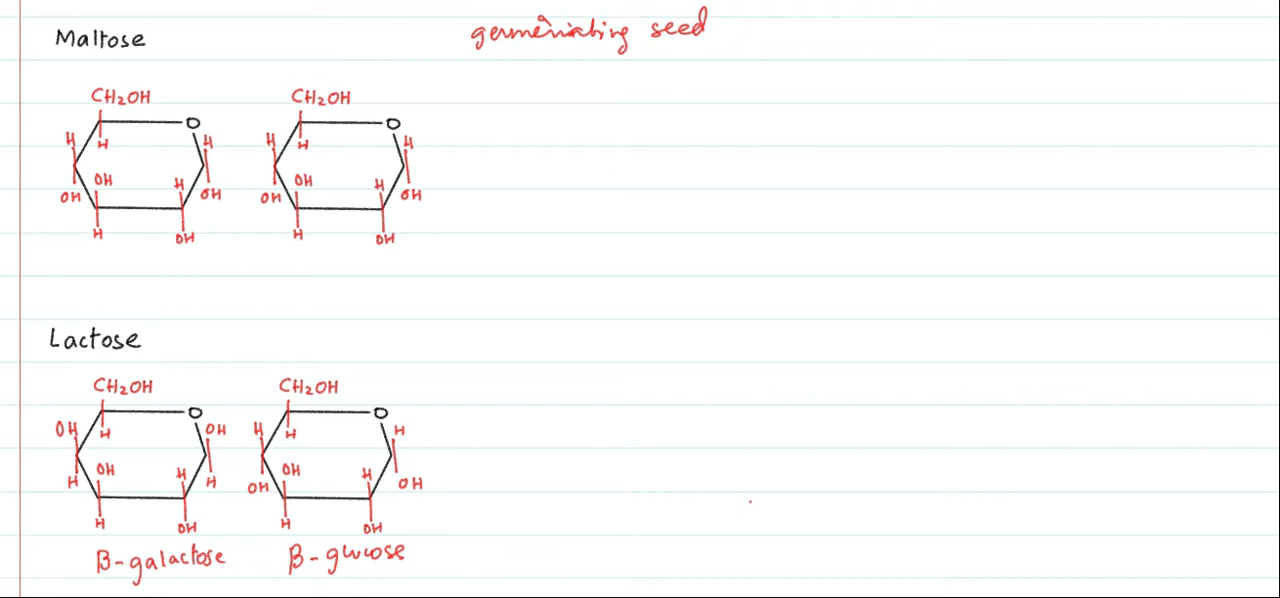 Maltose
germinating seed
CH₂OH CH₂OH
O O
H H H H H H
OH OH H OH OH H
OH OH OH OH
H OH H OH
Lactose
CH₂OH CH₂OH
O O
OH H OH H H H
OH H OH H
H H OH OH
H OH H OH
β-galactose β-glucose